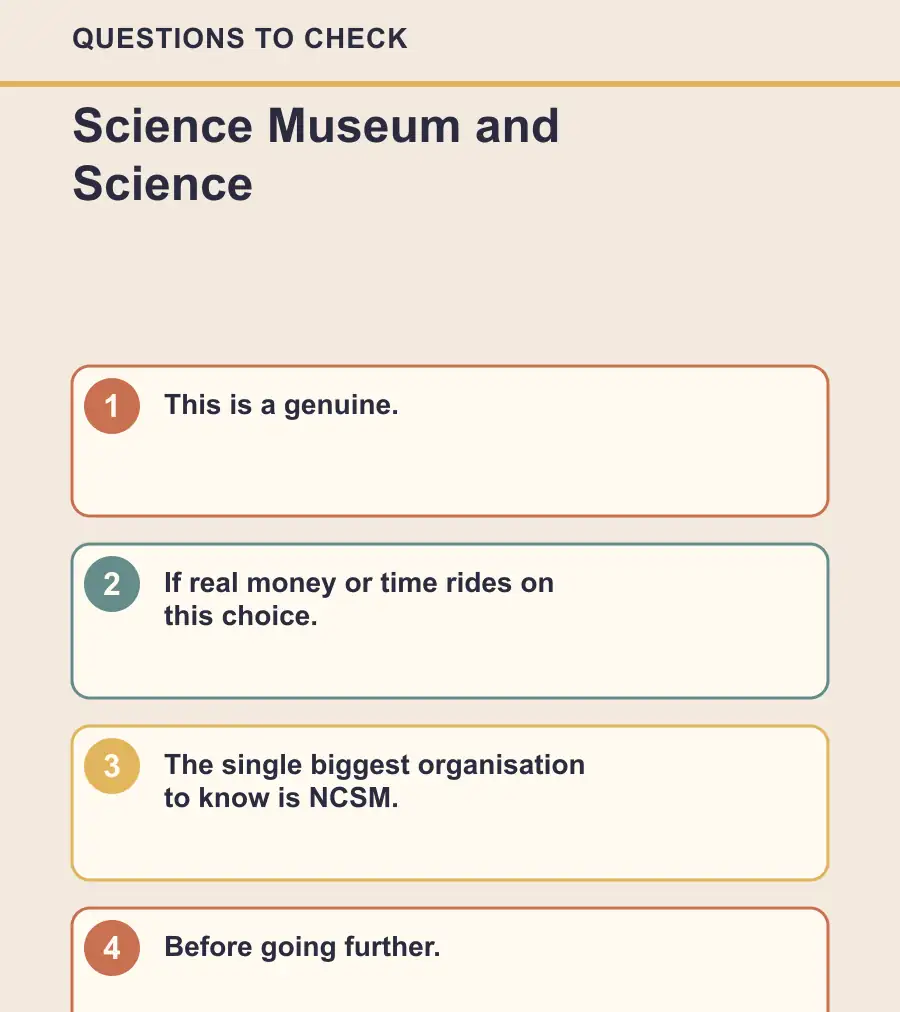 QUESTIONS TO CHECK
Science Museum and
Science
1
This is a genuine.
2
If real money or time rides on
this choice.
3
The single biggest organisation
to know is NCSM.
4
Before going further.